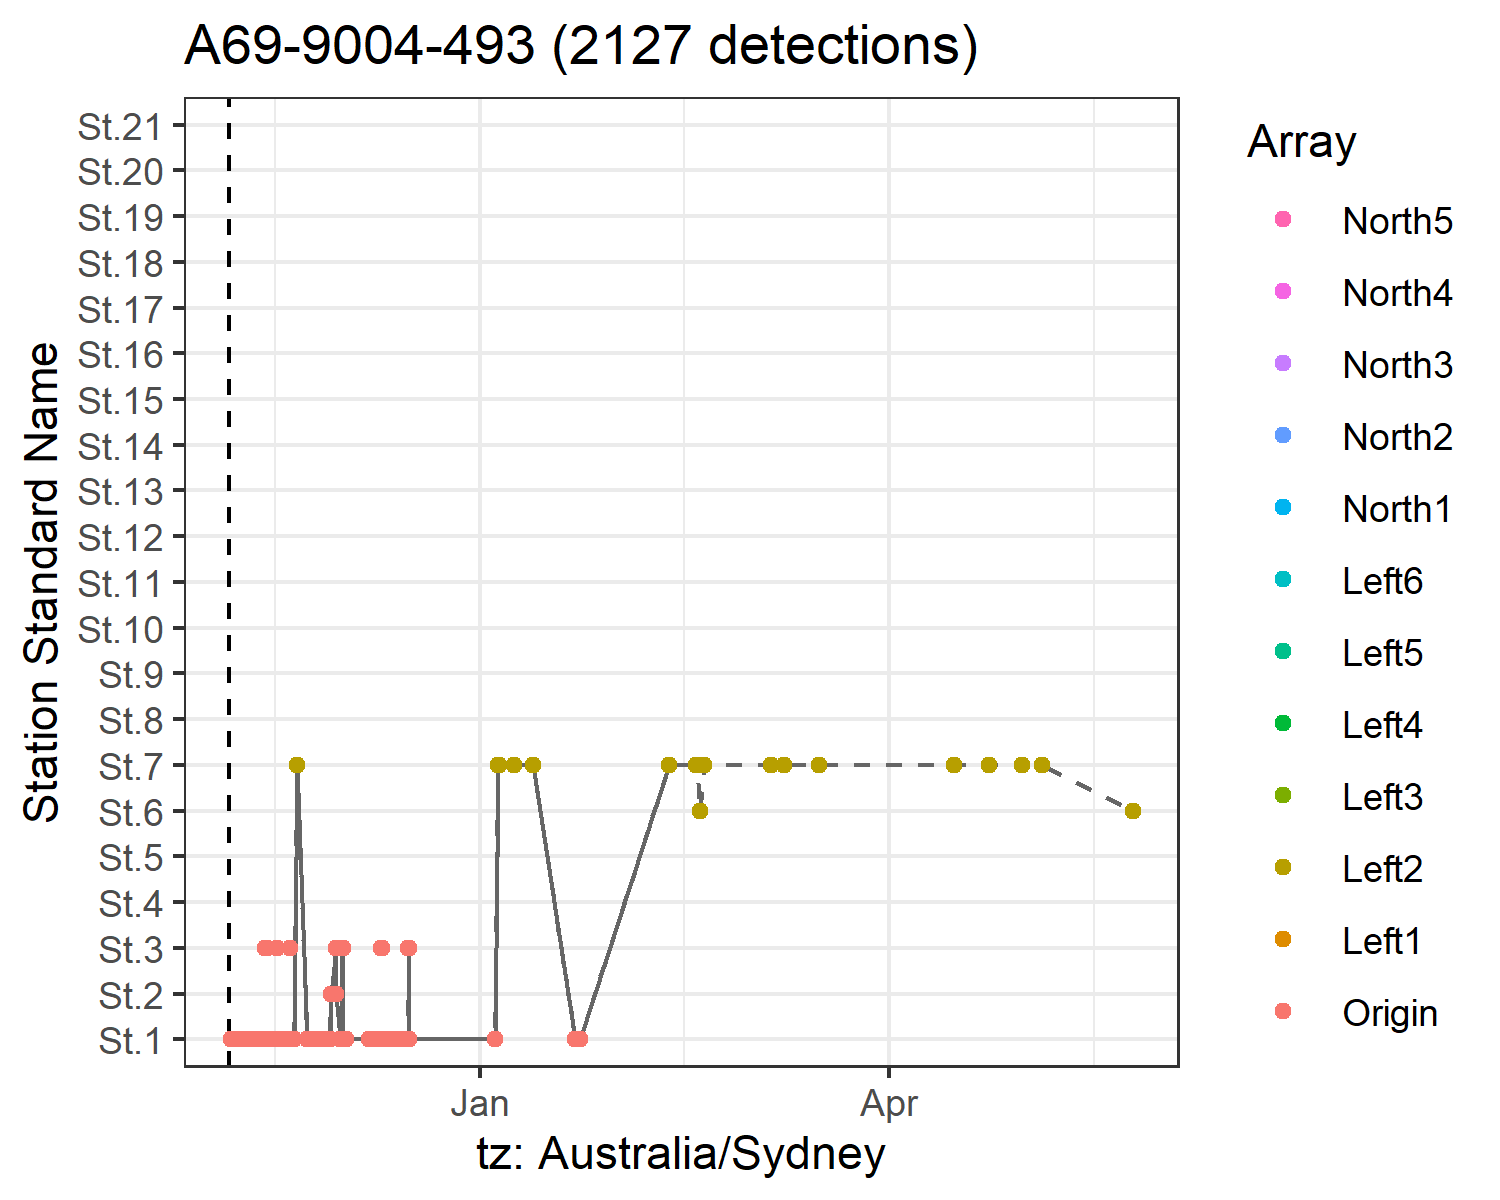 A69-9004-493 (2127 detections)
Station Standard Name
St.21
St.20
St.19
St.18
St.17
St.16
St.15
St.14
St.13
St.12
St.11
St.10
St.9
St.8
St.7
St.6
St.5
St.4
St.3
St.2
St.1
Jan
Apr
tz: Australia/Sydney
Array
North5
North4
North3
North2
North1
Left6
Left5
Left4
Left3
Left2
Left1
Origin